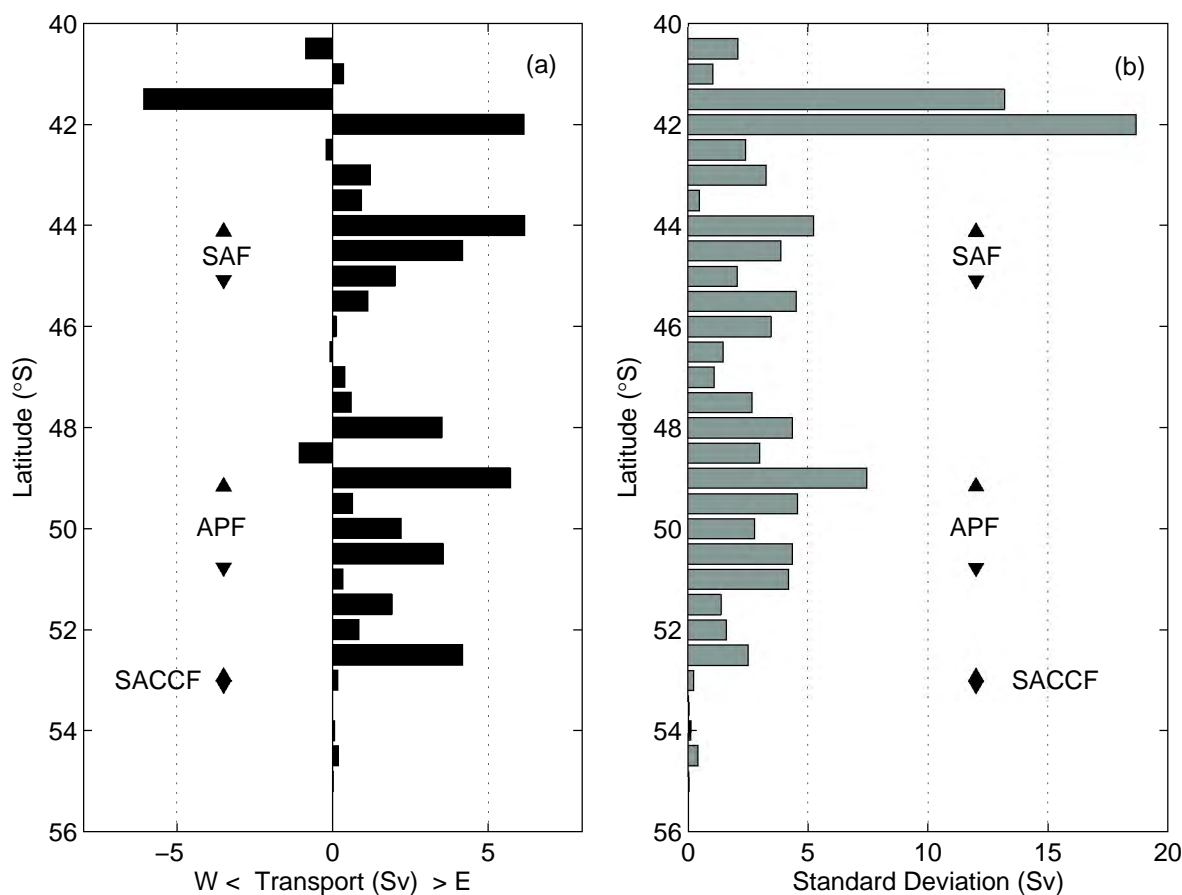 (a)
40
42
44
46
48
50
52
54
56
Latitude (°S)
SAF
APF
SACCF
−5
0
5
W < Transport (Sv) > E
(b)
40
42
44
46
48
50
52
54
56
Latitude (°S)
SAF
APF
SACCF
0
5
10
15
20
Standard Deviation (Sv)